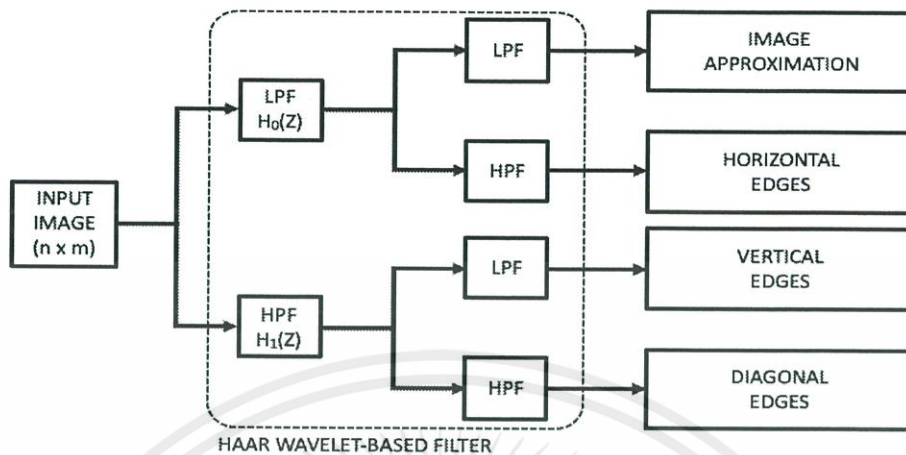 LPF
IMAGE
APPROXIMATION
LPF
H₀(Z)
HPF
HORIZONTAL
EDGES
INPUT
IMAGE
(n x m)
LPF
VERTICAL
EDGES
HPF
H₁(Z)
HPF
DIAGONAL
EDGES
HAAR WAVELET-BASED FILTER